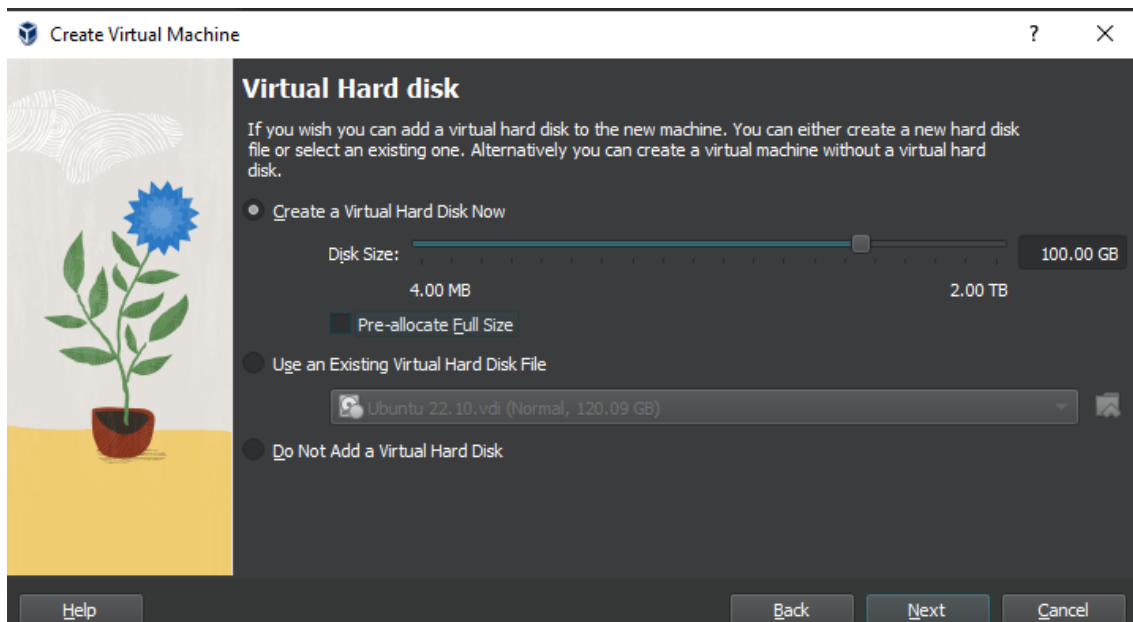 Create Virtual Machine
?
Virtual Hard disk
If you wish you can add a virtual hard disk to the new machine. You can either create a new hard disk
file or select an existing one. Alternatively you can create a virtual machine without a virtual hard
disk.
Create a Virtual Hard Disk Now
Disk Size:
100.00 GB
4.00 MB
2.00 TB
Pre-allocate Full Size
Use an Existing Virtual Hard Disk File
Ubuntu 22.10.vdi (Normal, 120.09 GB)
Do Not Add a Virtual Hard Disk
Help
Back
Next
Cancel